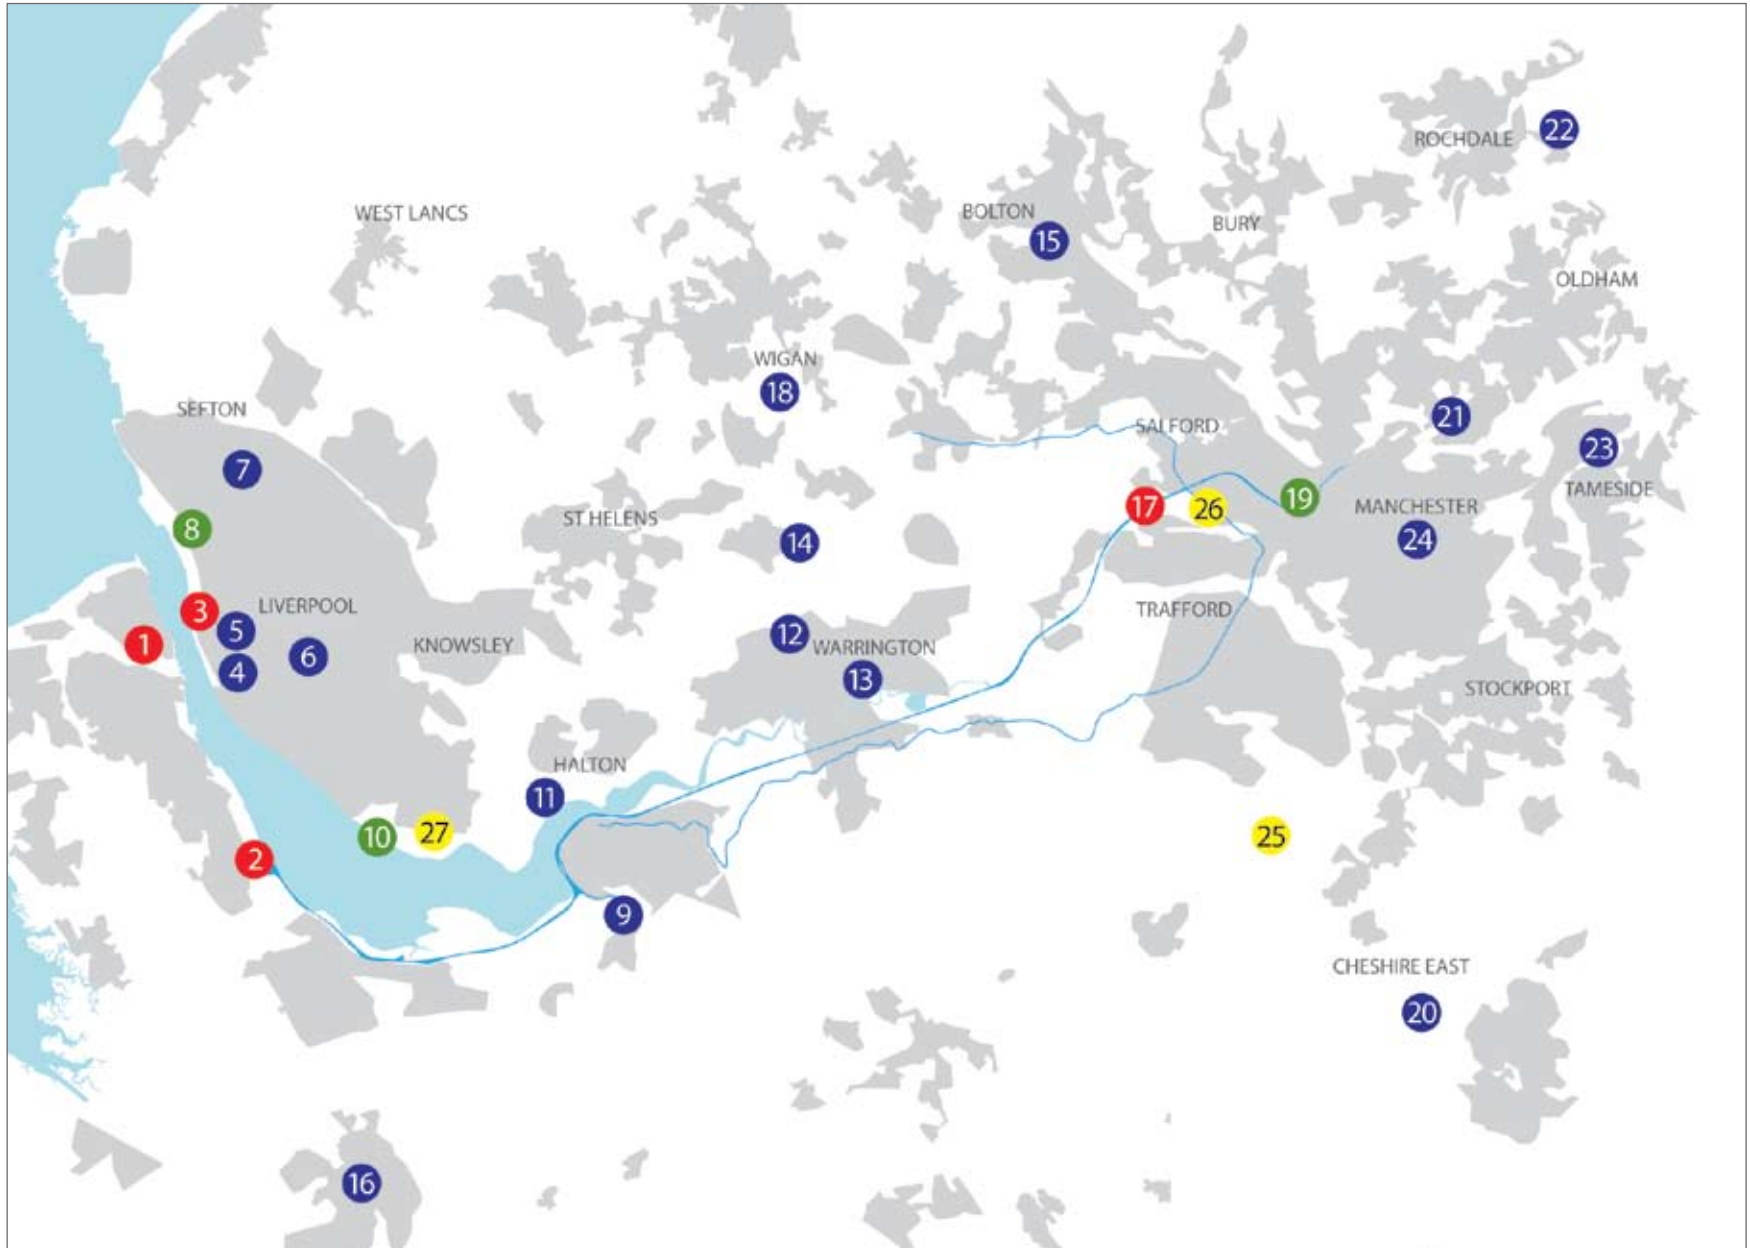 22
ROCHDALE
WEST LANCS
BOLTON
15
BURY
OLDHAM
WIGAN
18
SEFTON
21
SALFORD
7
23
TAMESIDE
17
26
19
MANCHESTER
ST HELENS
8
14
24
3
LIVERPOOL
5
TRAFFORD
12
1
KNOWSLEY
WARRINGTON
6
4
13
STOCKPORT
HALTON
11
10
27
25
2
9
CHESHIRE EAST
20
16